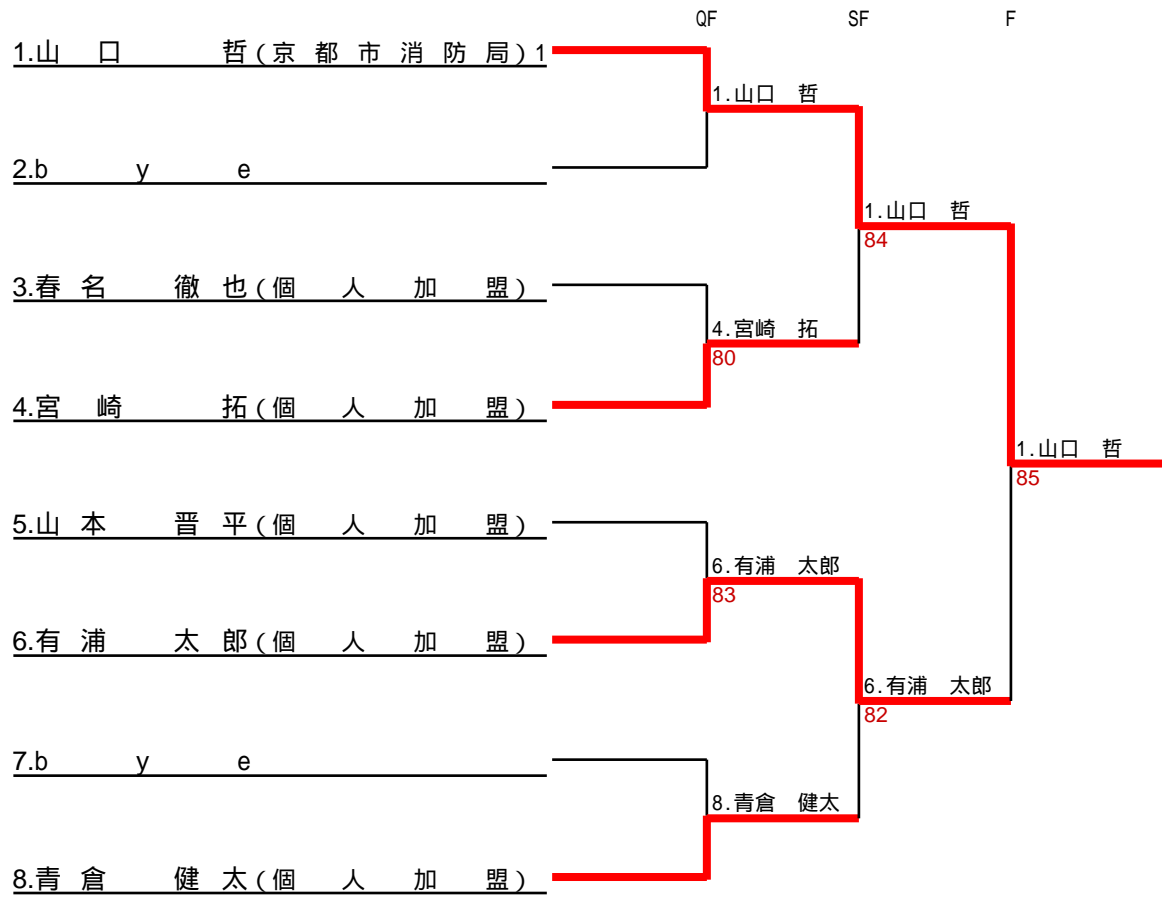 QF SF F
1.山口 哲(京都市消防局)1
1.山口 哲
2.bye
1.山口 哲
84
3.春名 徹也(個人加盟)
4.宮崎 拓
80
4.宮崎 拓(個人加盟)
1.山口 哲
85
5.山本 晋平(個人加盟)
6.有浦 太郎
83
6.有浦 太郎(個人加盟)
6.有浦 太郎
82
7.bye
8.青倉 健太
8.青倉 健太(個人加盟)